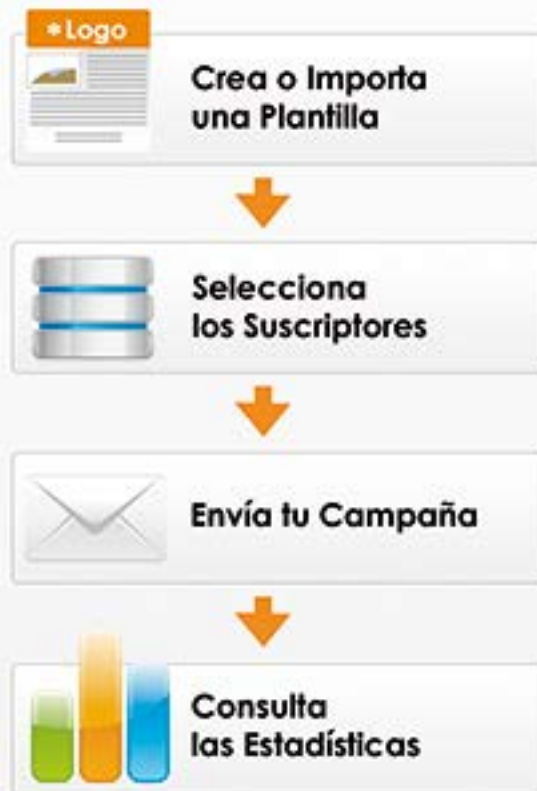 *Logo
Crea o Importa
una Plantilla
Selecciona
los Suscriptores
Envía tu Campaña
Consulta
las Estadísticas